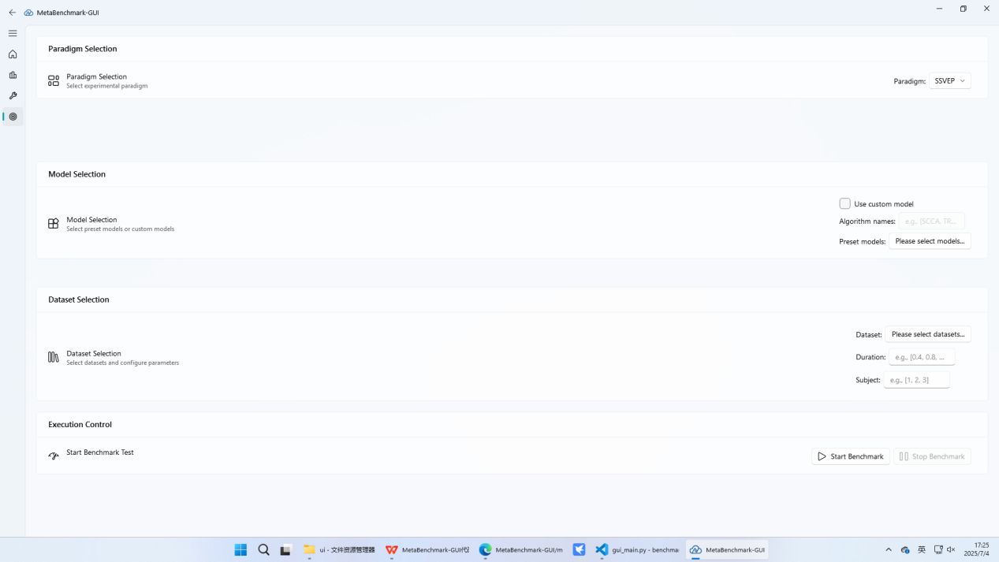 MetaBenchmark-GUI
Paradigm Selection
Paradigm Selection
Select experimental paradigm
Paradigm:
SSVEP
Model Selection
Use custom model
Model Selection
Select preset models or custom models
Algorithm names:
e.g., [SCCA, TR...
Preset models:
Please select models...
Dataset Selection
Dataset:
Please select datasets...
Dataset Selection
Select datasets and configure parameters
Duration:
e.g., [0.4, 0.8, ...
Subject:
e.g., [1, 2, 3]
Execution Control
Start Benchmark Test
Start Benchmark
Stop Benchmark
ui - 文件资源管理器
MetaBenchmark-GUI代
MetaBenchmark-GUI/m
gui_main.py - benchma
MetaBenchmark-GUI
英
17:25
2025/7/4